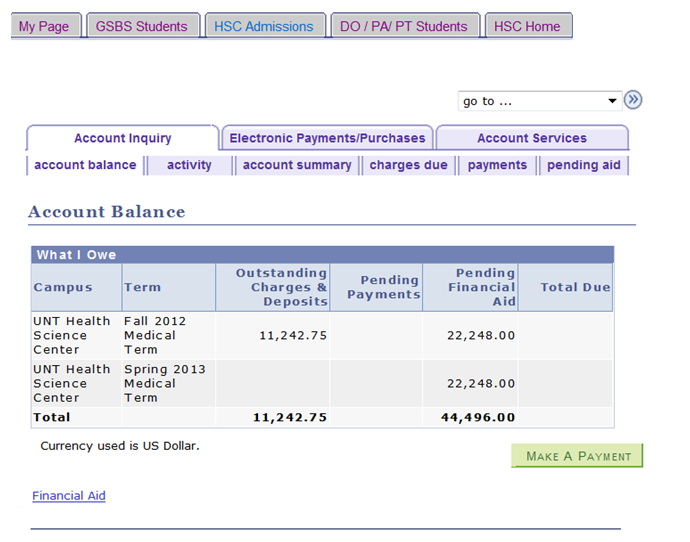 My Page GSBS Students HSC Admissions DO / PA/ PT Students HSC Home
go to ...
Account Inquiry Electronic Payments/Purchases Account Services
account balance activity account summary charges due payments pending aid
Account Balance
What I Owe
Campus Term Outstanding Charges & Deposits Pending Payments Pending Financial Aid Total Due
UNT Health Science Center Fall 2012 Medical Term 11,242.75 22,248.00
UNT Health Science Center Spring 2013 Medical Term 22,248.00
Total 11,242.75 44,496.00
Currency used is US Dollar.
MAKE A PAYMENT
Financial Aid